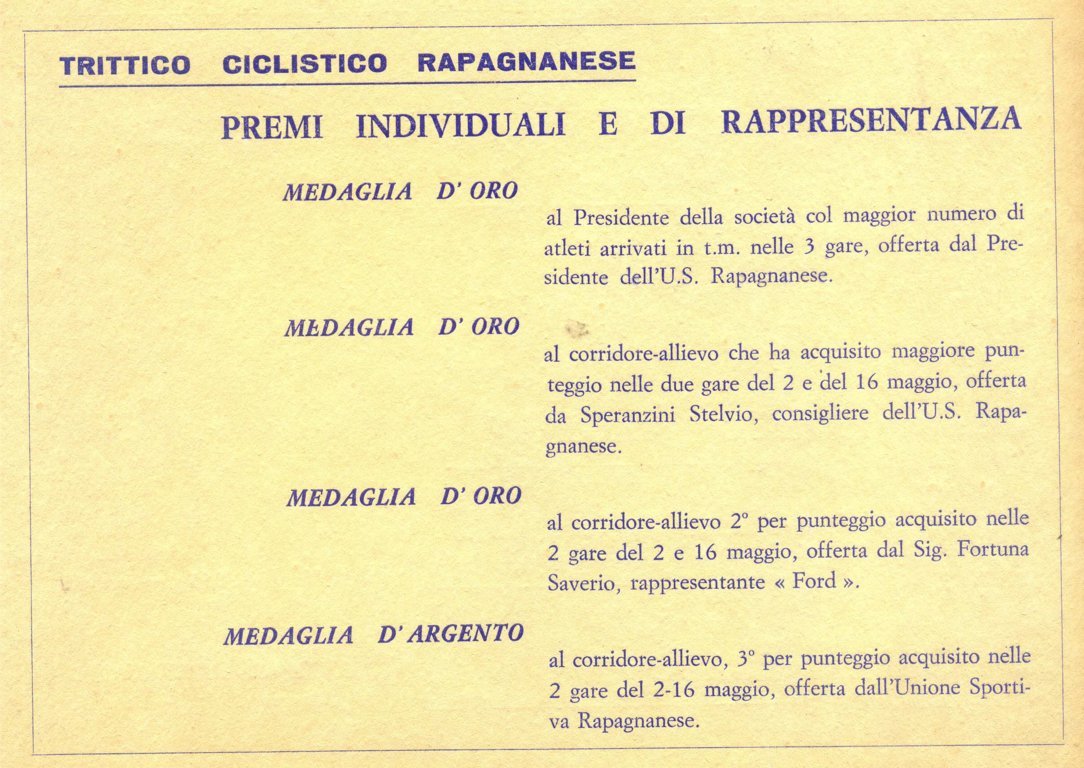 TRITTICO CICLISTICO RAPAGNANESE
PREMI INDIVIDUALI E DI RAPPRESENTANZA
MEDAGLIA D' ORO
al Presidente della società col maggior numero di
atleti arrivati in t.m. nelle 3 gare, offerta dal Pre-
sidente dell'U.S. Rapagnanese.
MEDAGLIA D' ORO
al corridore-allievo che ha acquisito maggiore pun-
teggio nelle due gare del 2 e del 16 maggio, offerta
da Speranzini Stelvio, consigliere dell'U.S. Rapa-
gnanese.
MEDAGLIA D' ORO
al corridore-allievo 2° per punteggio acquisito nelle
2 gare del 2 e 16 maggio, offerta dal Sig. Fortuna
Saverio, rappresentante « Ford ».
MEDAGLIA D' ARGENTO
al corridore-allievo, 3° per punteggio acquisito nelle
2 gare del 2-16 maggio, offerta dall'Unione Sporti-
va Rapagnanese.